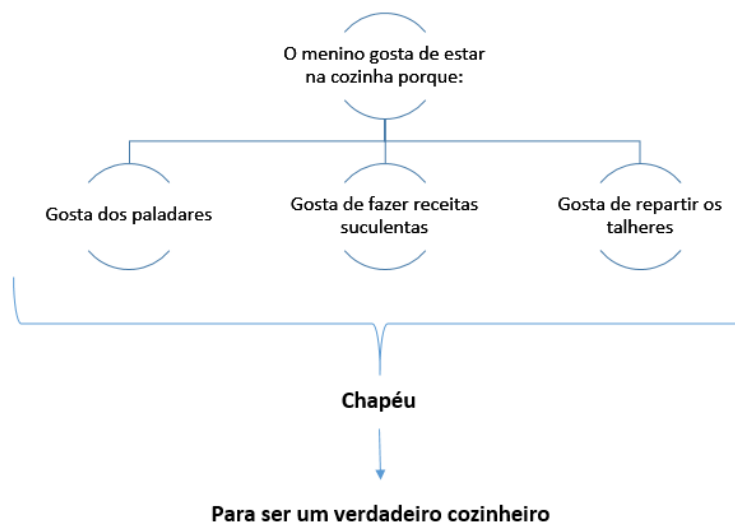 O menino gosta de estar
na cozinha porque:
Gosta dos paladares
Gosta de fazer receitas
suculentas
Gosta de repartir os
talheres
Chapéu
Para ser um verdadeiro cozinheiro